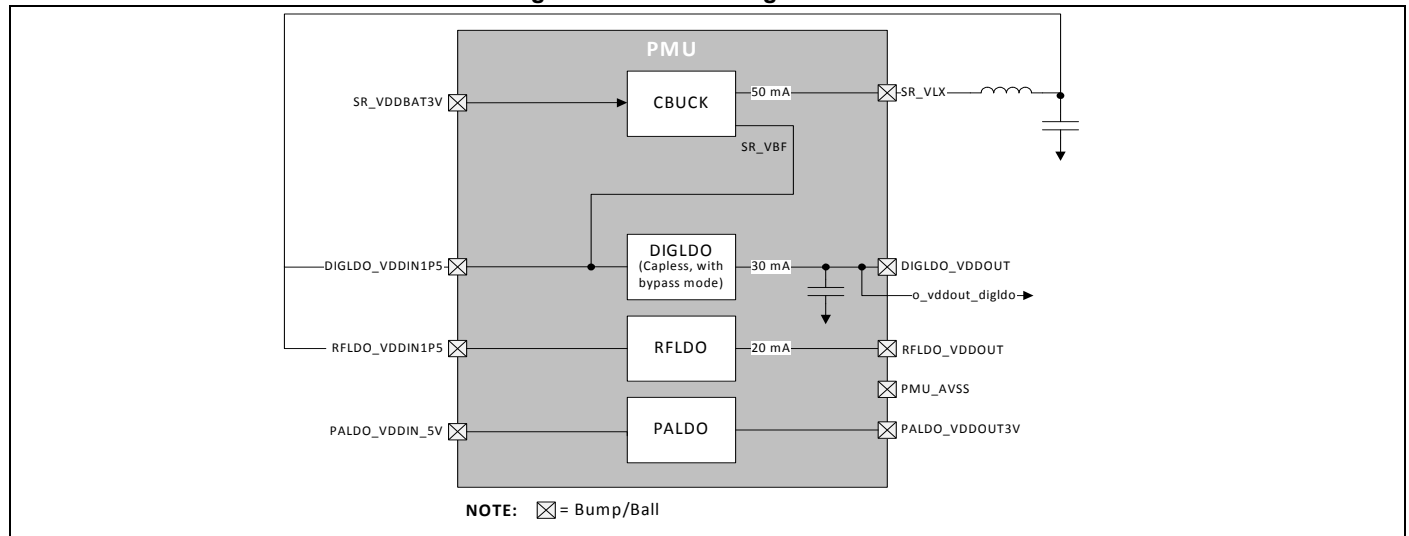 PMU
SR_VDDBAT3V
CBUCK
50 mA
SR_VLX
SR_VBF
DIGLDO_VDDIN1P5
DIGLDO
(Capless, with
bypass mode)
30 mA
DIGLDO_VDDOUT
o_vddout_digldo
RFLDO_VDDIN1P5
RFLDO
20 mA
RFLDO_VDDOUT
PMU_AVSS
PALDO_VDDIN_5V
PALDO
PALDO_VDDOUT3V
NOTE: = Bump/Ball